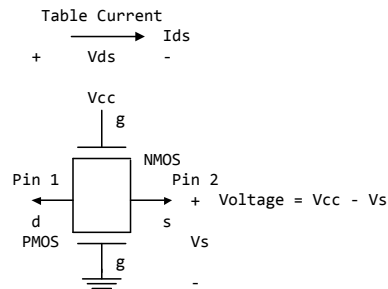 Table Current
Ids
+ Vds -
Vcc
g
NMOS
Pin 1 Pin 2
+ Voltage = Vcc - Vs
d s
PMOS Vs
g
-